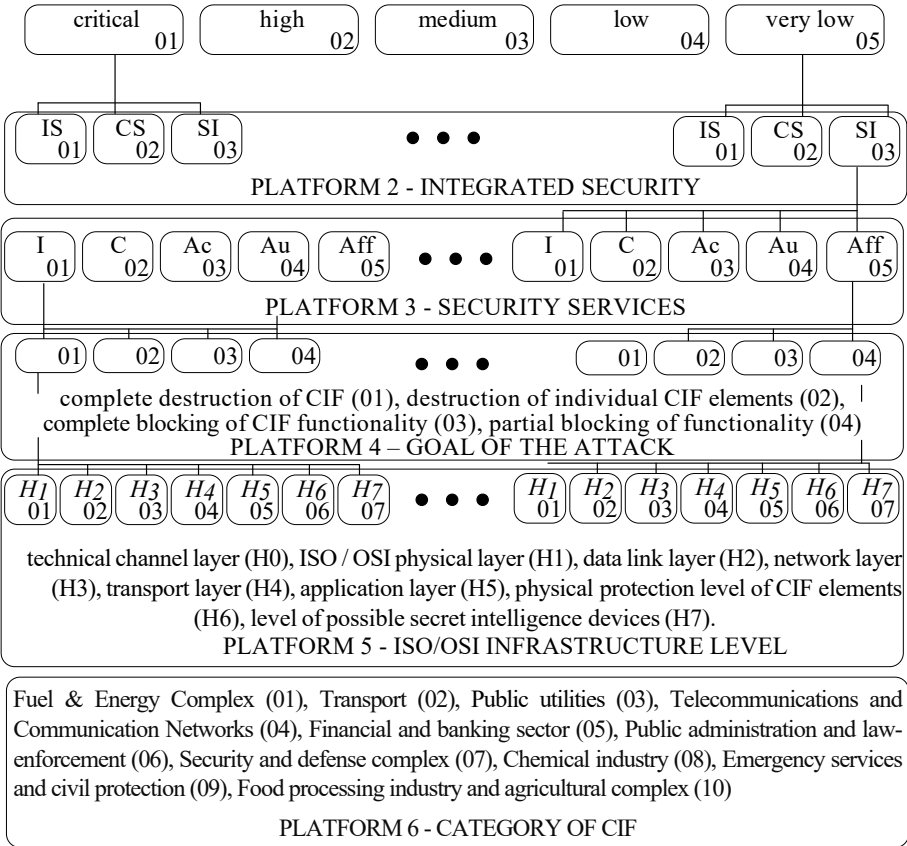 critical high medium low very low
01 02 03 04 05
IS CS SI IS CS SI
01 02 03 • • • 01 02 03
PLATFORM 2 - INTEGRATED SECURITY
I C Ac Au Aff I C Ac Au Aff
01 02 03 04 05 • • • 01 02 03 04 05
PLATFORM 3 - SECURITY SERVICES
01 02 03 04 • • • 01 02 03 04
complete destruction of CIF (01), destruction of individual CIF elements (02),
complete blocking of CIF functionality (03), partial blocking of functionality (04)
PLATFORM 4 – GOAL OF THE ATTACK
H1 H2 H3 H4 H5 H6 H7 H1 H2 H3 H4 H5 H6 H7
01 02 03 04 05 06 07 • • • 01 02 03 04 05 06 07
technical channel layer (H0), ISO / OSI physical layer (H1), data link layer (H2), network layer
(H3), transport layer (H4), application layer (H5), physical protection level of CIF elements
(H6), level of possible secret intelligence devices (H7).
PLATFORM 5 - ISO/OSI INFRASTRUCTURE LEVEL
Fuel & Energy Complex (01), Transport (02), Public utilities (03), Telecommunications and
Communication Networks (04), Financial and banking sector (05), Public administration and law-
enforcement (06), Security and defense complex (07), Chemical industry (08), Emergency services
and civil protection (09), Food processing industry and agricultural complex (10)
PLATFORM 6 - CATEGORY OF CIF